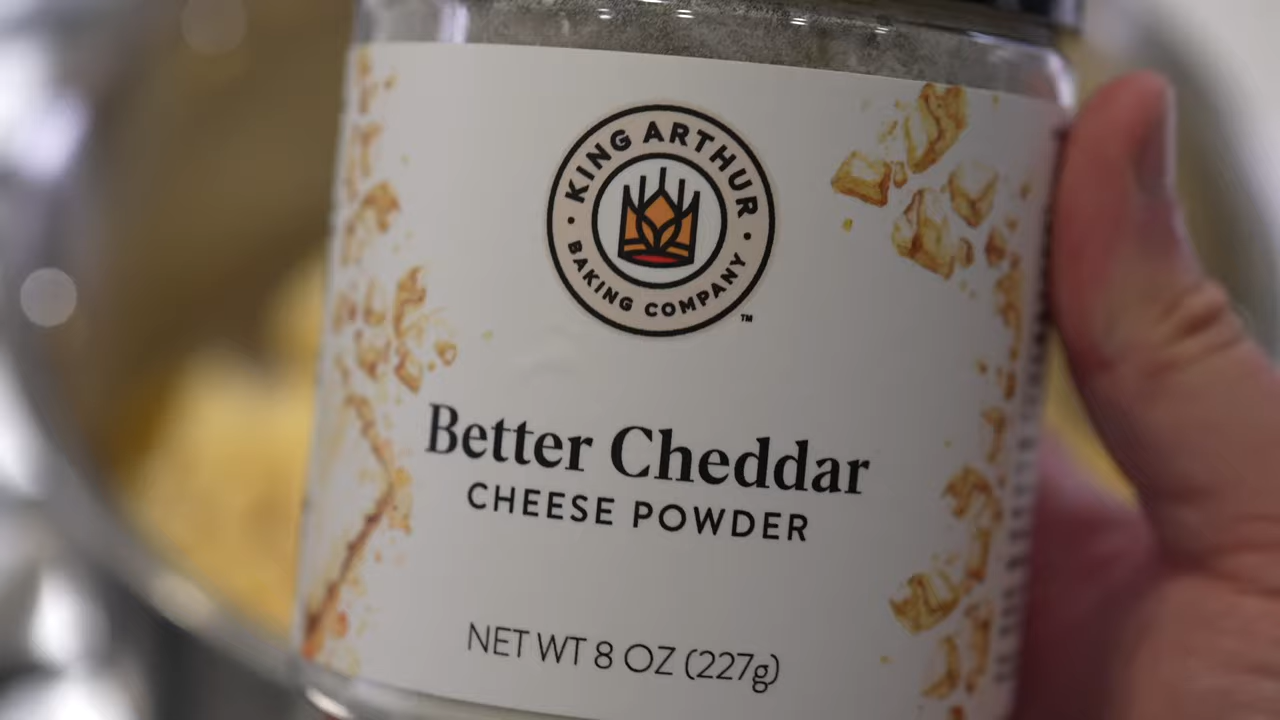 KING ARTHUR
BAKING COMPANY
™
Better Cheddar
CHEESE POWDER
NET WT 8 OZ (227g)